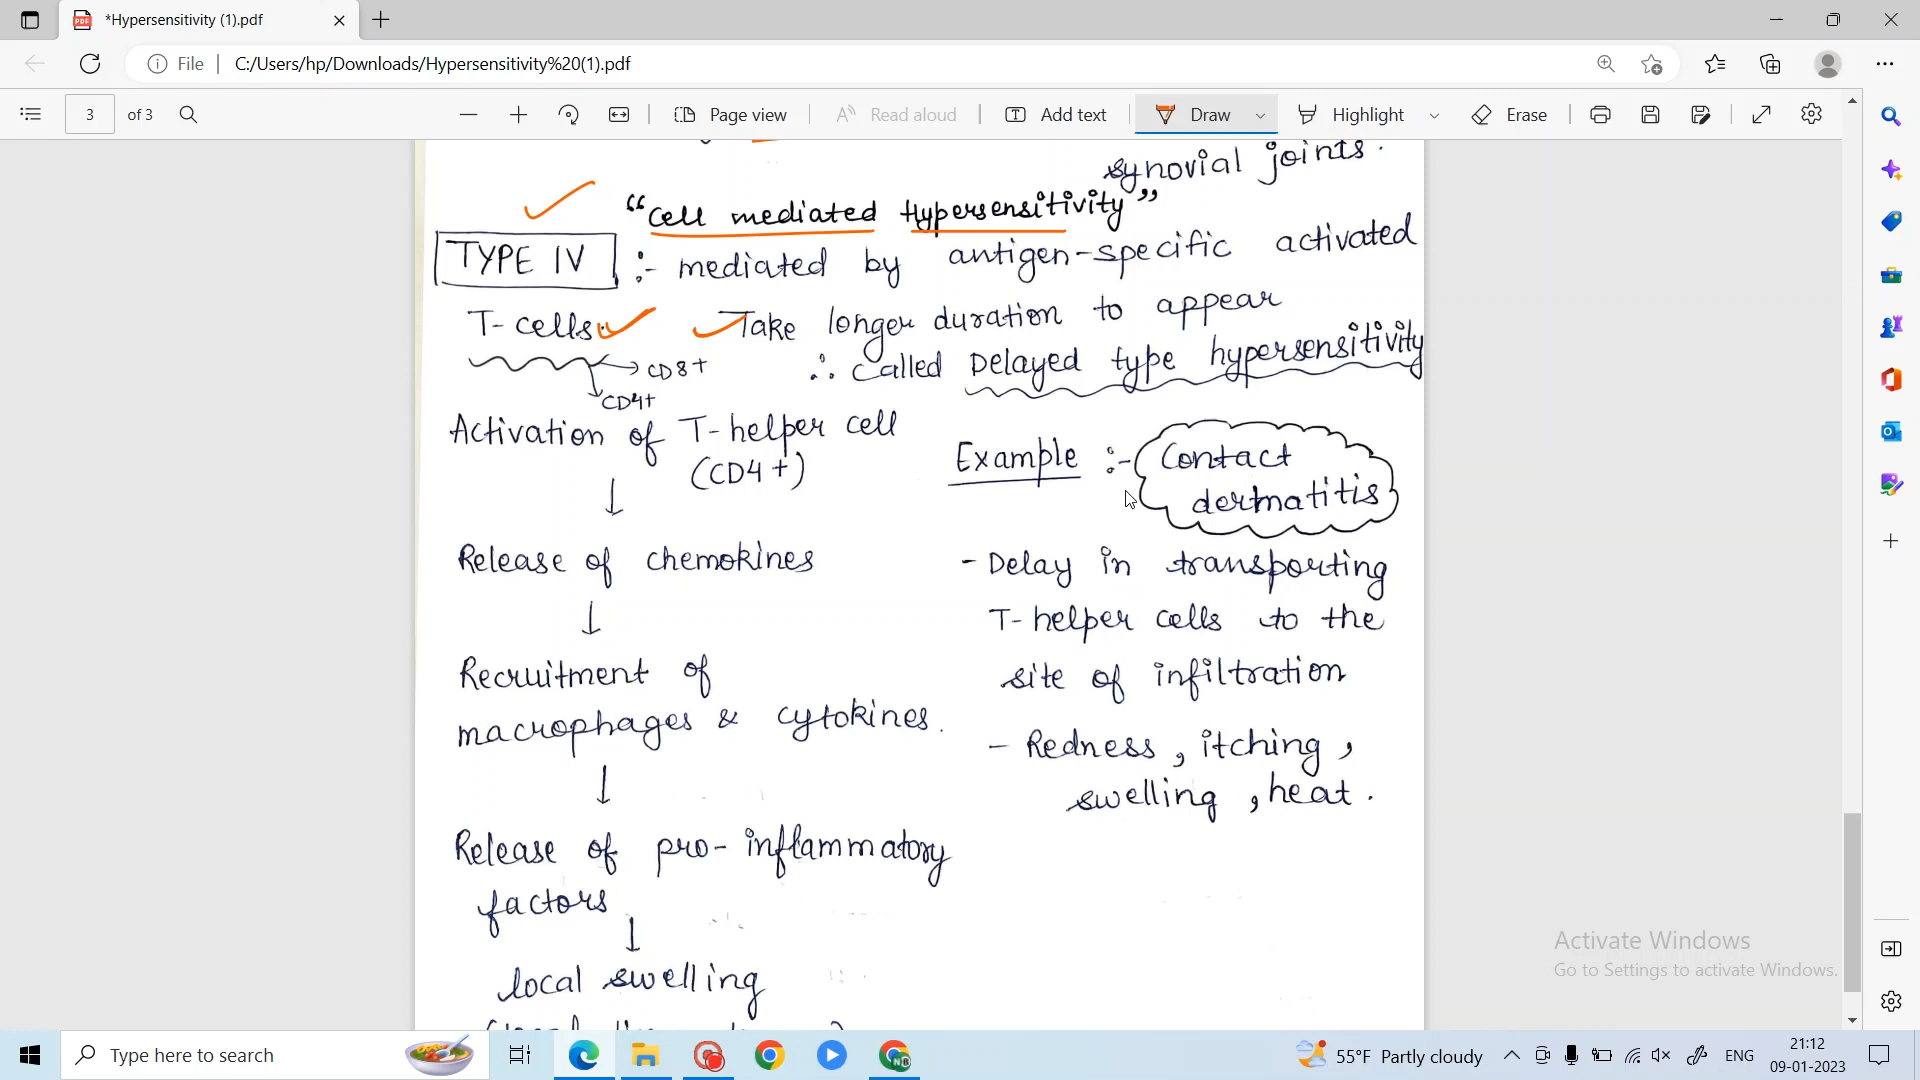 *Hypersensitivity (1).pdf
File C:/Users/hp/Downloads/Hypersensitivity%20(1).pdf
3 of 3 Page view Read aloud Add text Draw Highlight Erase
synovial joints.
"Cell mediated Hypersensitivity"
TYPE IV :- mediated by antigen-specific activated
T-cells. Take longer duration to appear
CD8+ ∴ called Delayed type hypersensitivity
CD4+
Activation of T-helper cell
(CD4+)
↓
Release of chemokines
↓
Recruitment of
macrophages & cytokines.
↓
Release of pro-inflammatory
factors
↓
local swelling
Example :- Contact
dermatitis
- Delay in transporting
T-helper cells to the
site of infiltration
- Redness, itching,
swelling, heat.
Activate Windows
Go to Settings to activate Windows.
Type here to search
55°F Partly cloudy ENG
21:12
09-01-2023